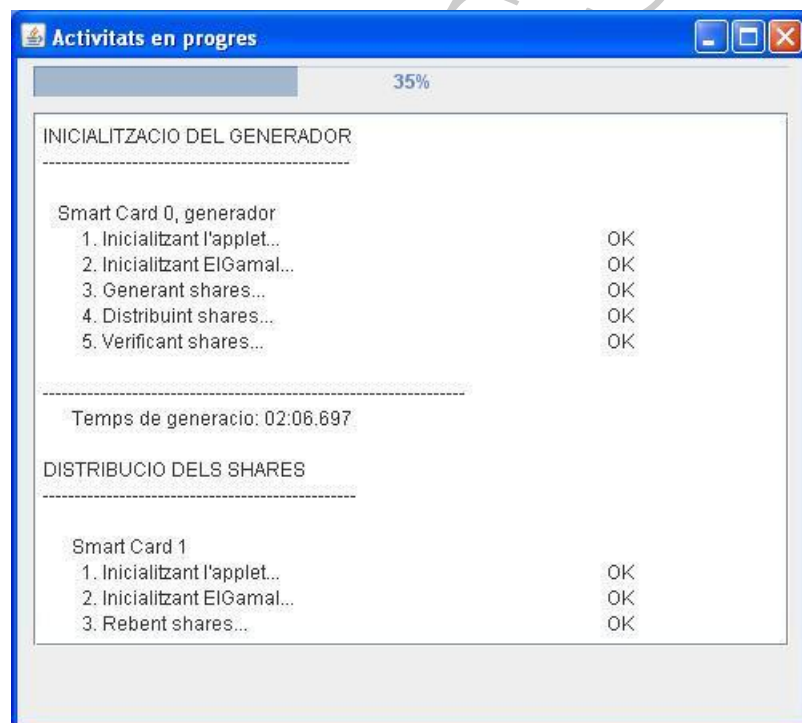 Activitats en progres
35%
INICIALITZACIO DEL GENERADOR
------------------------------------------------
Smart Card 0, generador
1. Inicialitzant l'applet... OK
2. Inicialitzant ElGamal... OK
3. Generant shares... OK
4. Distribuint shares... OK
5. Verificant shares... OK
------------------------------------------------------------------
Temps de generacio: 02:06.697
DISTRIBUCIO DELS SHARES
-------------------------------------------------
Smart Card 1
1. Inicialitzant l'applet... OK
2. Inicialitzant ElGamal... OK
3. Rebent shares... OK